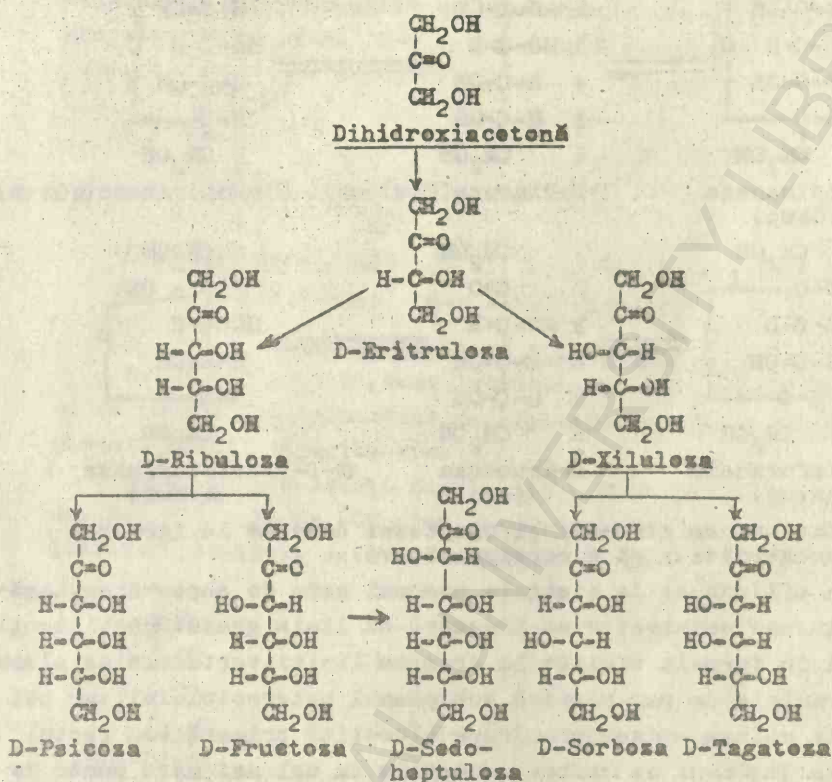 CH₂OH
C=O
CH₂OH
Dihidroxiacetonă
CH₂OH
C=O
H-C-OH
CH₂OH
D-Eritruloza
CH₂OH
C=O
H-C-OH
H-C-OH
CH₂OH
D-Ribuloza
CH₂OH
C=O
HO-C-H
H-C-OH
CH₂OH
D-Xiluloza
CH₂OH
C=O
H-C-OH
H-C-OH
H-C-OH
CH₂OH
D-Psicoza
CH₂OH
C=O
HO-C-H
H-C-OH
H-C-OH
CH₂OH
D-Fructoza
CH₂OH
C=O
HO-C-H
H-C-OH
H-C-OH
H-C-OH
CH₂OH
D-Sedo-
heptuloza
CH₂OH
C=O
H-C-OH
HO-C-H
H-C-OH
CH₂OH
D-Sorboza
CH₂OH
C=O
HO-C-H
HO-C-H
H-C-OH
CH₂OH
D-Tagatoza
UNIVERSITY LIBR